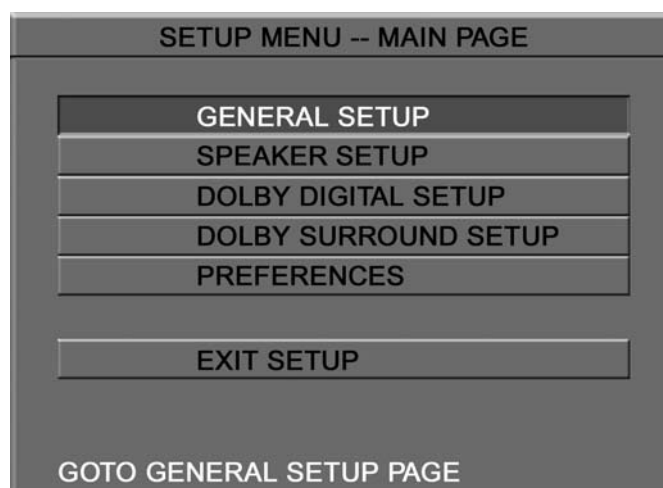 SETUP MENU -- MAIN PAGE
GENERAL SETUP
SPEAKER SETUP
DOLBY DIGITAL SETUP
DOLBY SURROUND SETUP
PREFERENCES
EXIT SETUP
GOTO GENERAL SETUP PAGE